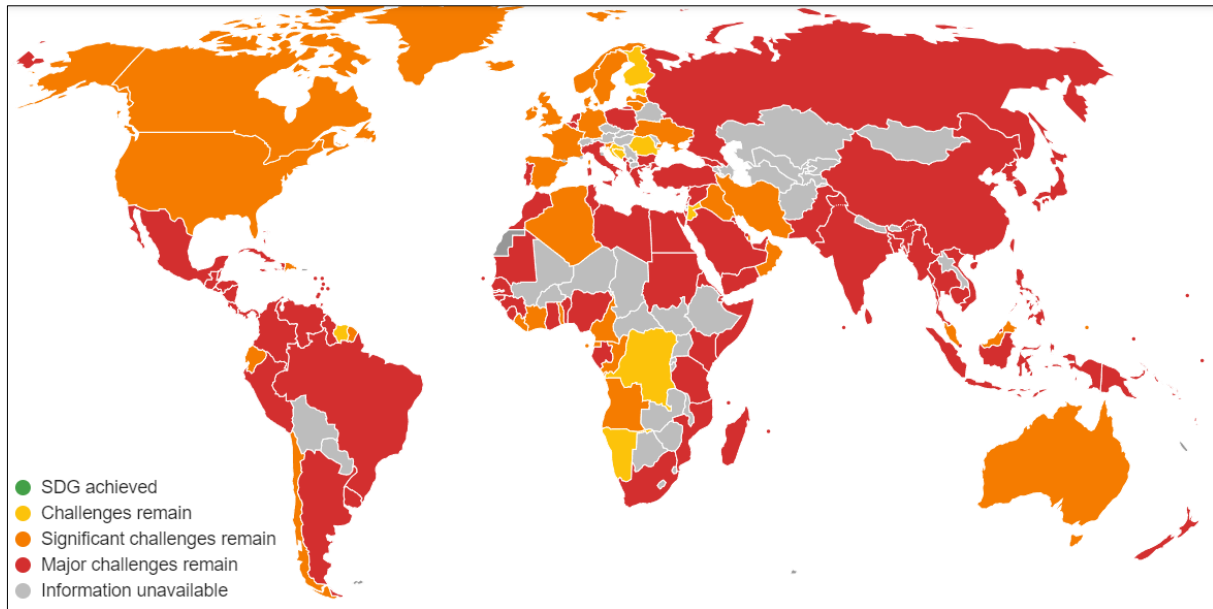 SDG achieved
Challenges remain
Significant challenges remain
Major challenges remain
Information unavailable